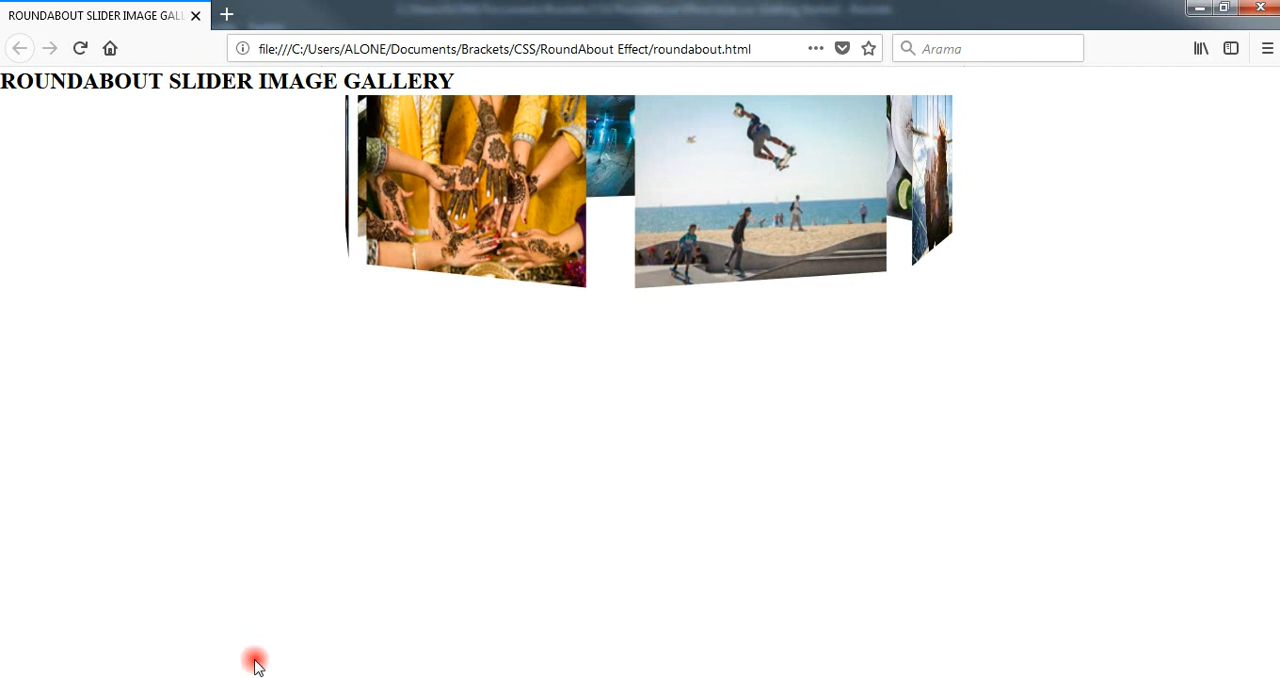 ROUNDABOUT SLIDER IMAGE GALL
file:///C:/Users/ALONE/Documents/Brackets/CSS/RoundAbout Effect/roundabout.html
Arama
ROUNDABOUT SLIDER IMAGE GALLERY